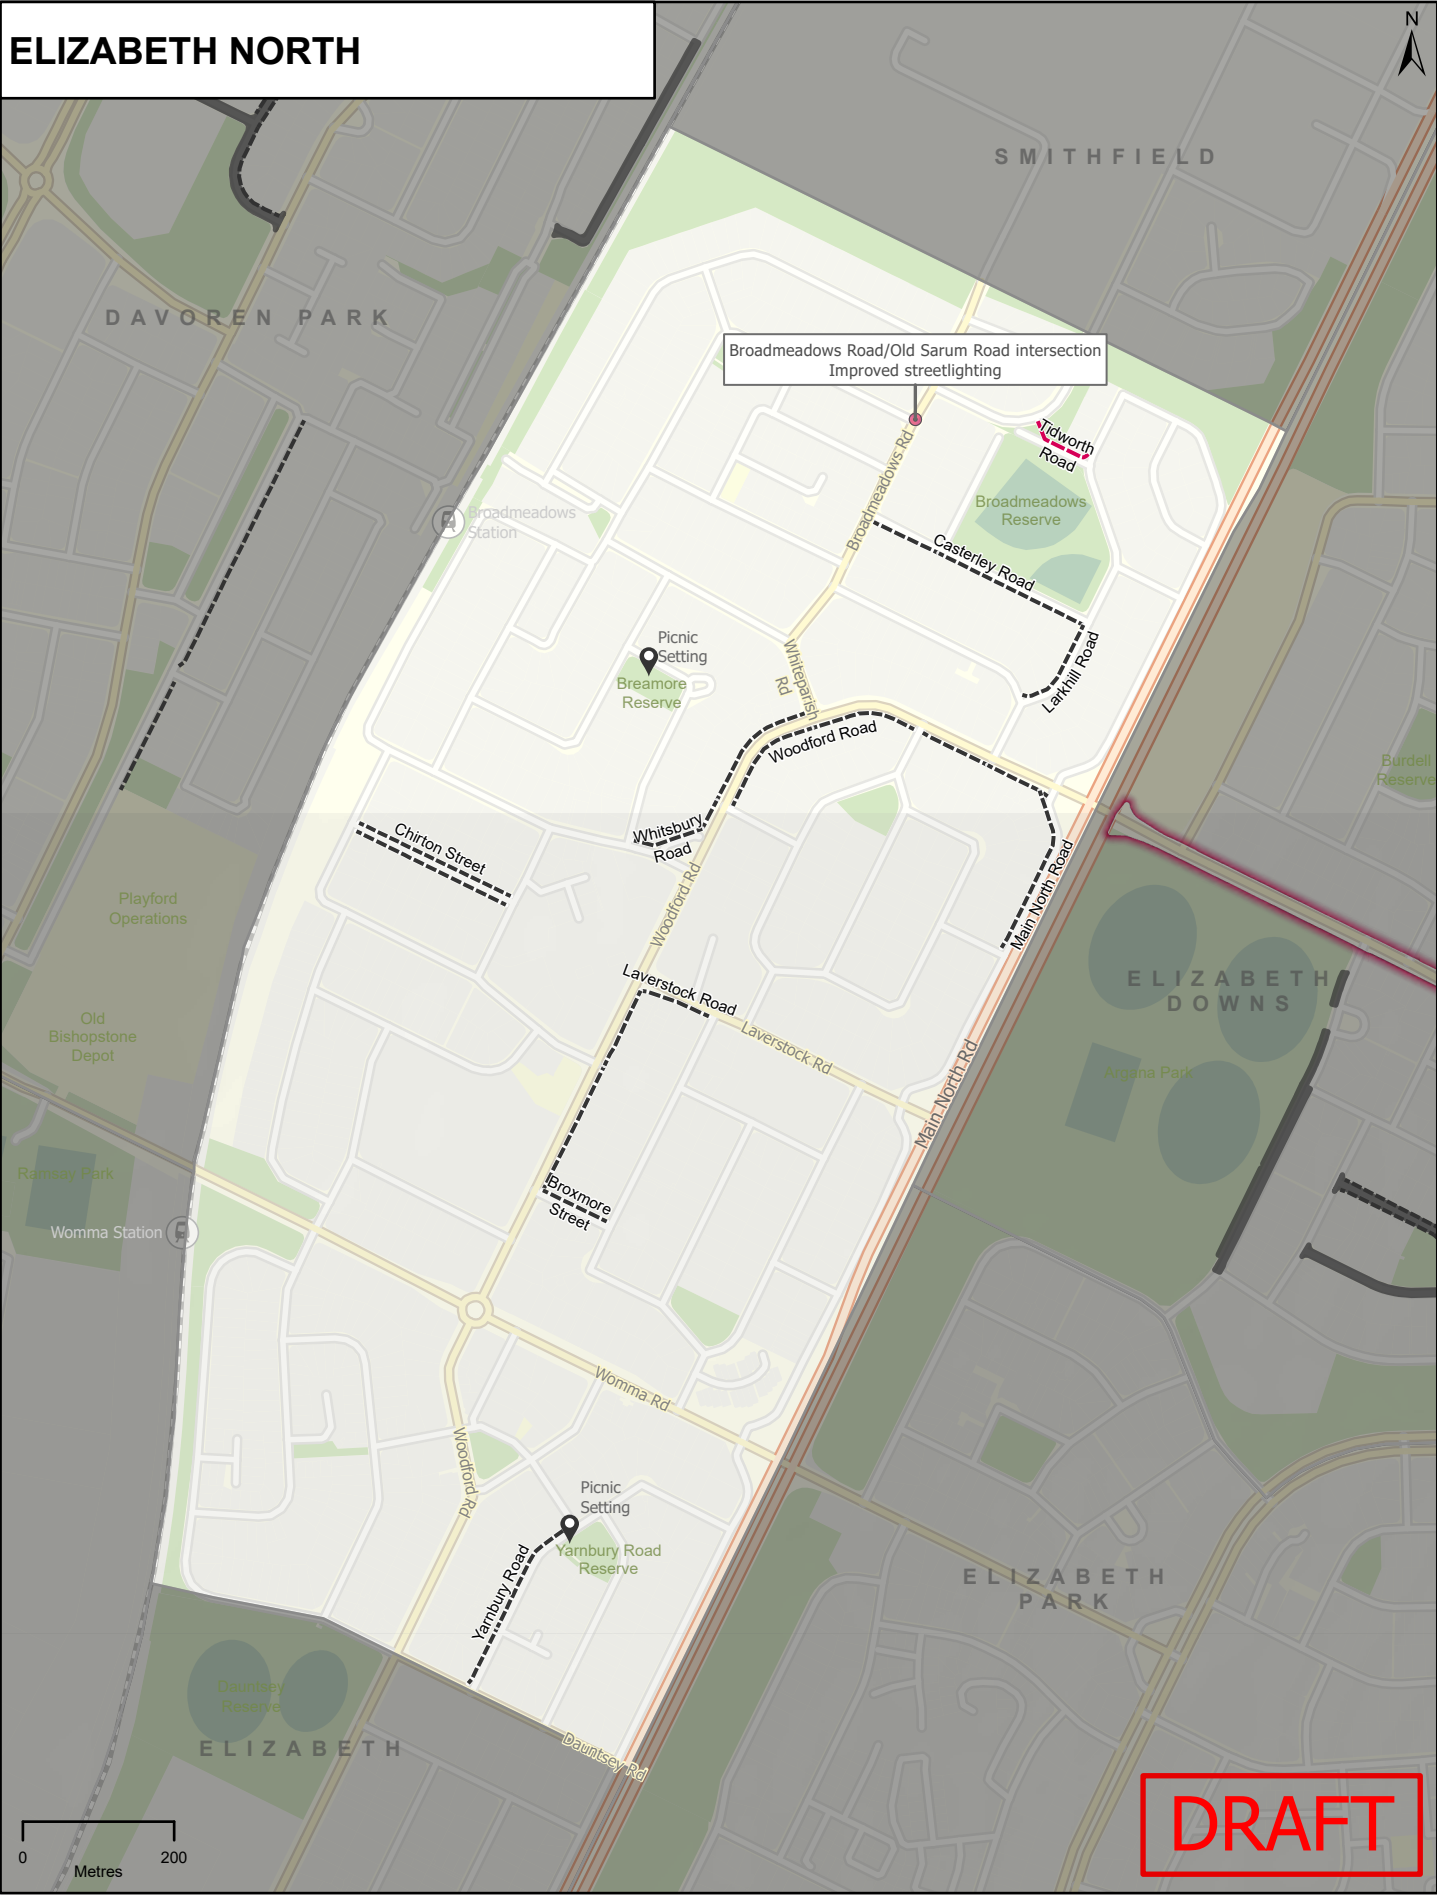 ELIZABETH NORTH
N
SMITHFIELD
DAVOREN PARK
Broadmeadows Road/Old Sarum Road intersection
Improved streetlighting
Tidworth
Road
Broadmeadows Rd
Broadmeadows
Reserve
Broadmeadows
Station
Casterley Road
Larkhill Road
Picnic
Setting
Breamore
Reserve
Whiteparish
Rd
Woodford Road
Burdell
Reserve
Whitsbury
Road
Chirton Street
Main North Road
Woodford Rd
Playford
Operations
Laverstock Road
Laverstock Rd
ELIZABETH
DOWNS
Old
Bishopstone
Depot
Main North Rd
Argana Park
Ramsay Park
Broxmore
Street
Womma Station
Womma Rd
Woodford Rd
Picnic
Setting
Yarnbury Road
Reserve
Yarnbury Road
ELIZABETH
PARK
Dauntsey
Reserve
ELIZABETH
Dauntsey Rd
0
200
Metres
DRAFT